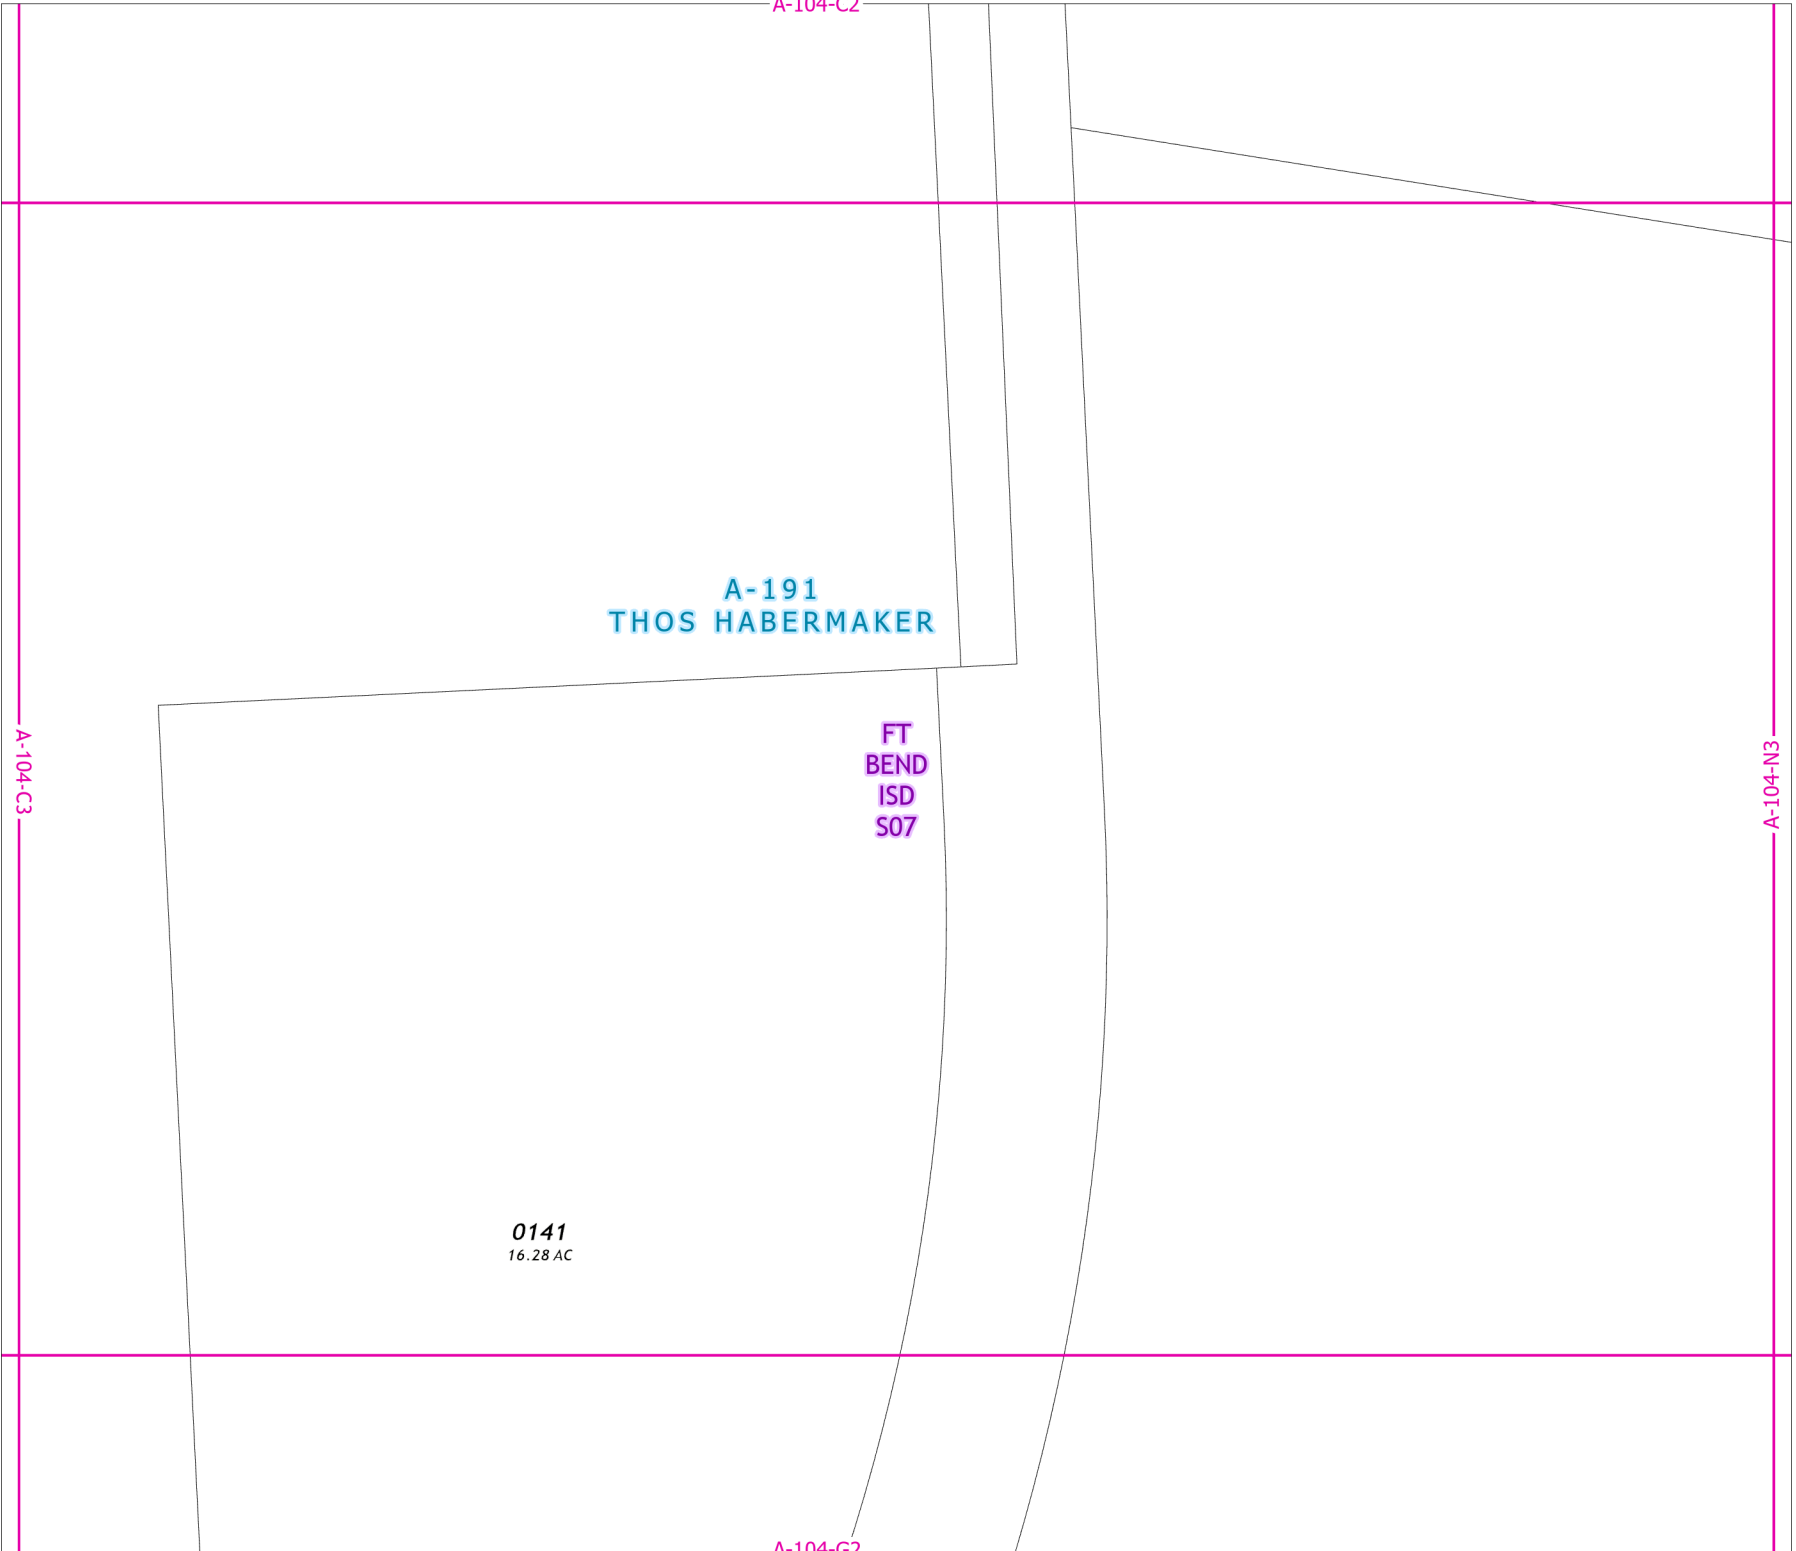 A-104-C2
A-191
THOS HABERMAKER
FT
BEND
ISD
S07
A-104-C3
A-104-N3
0141
16.28 AC
A-104-G2